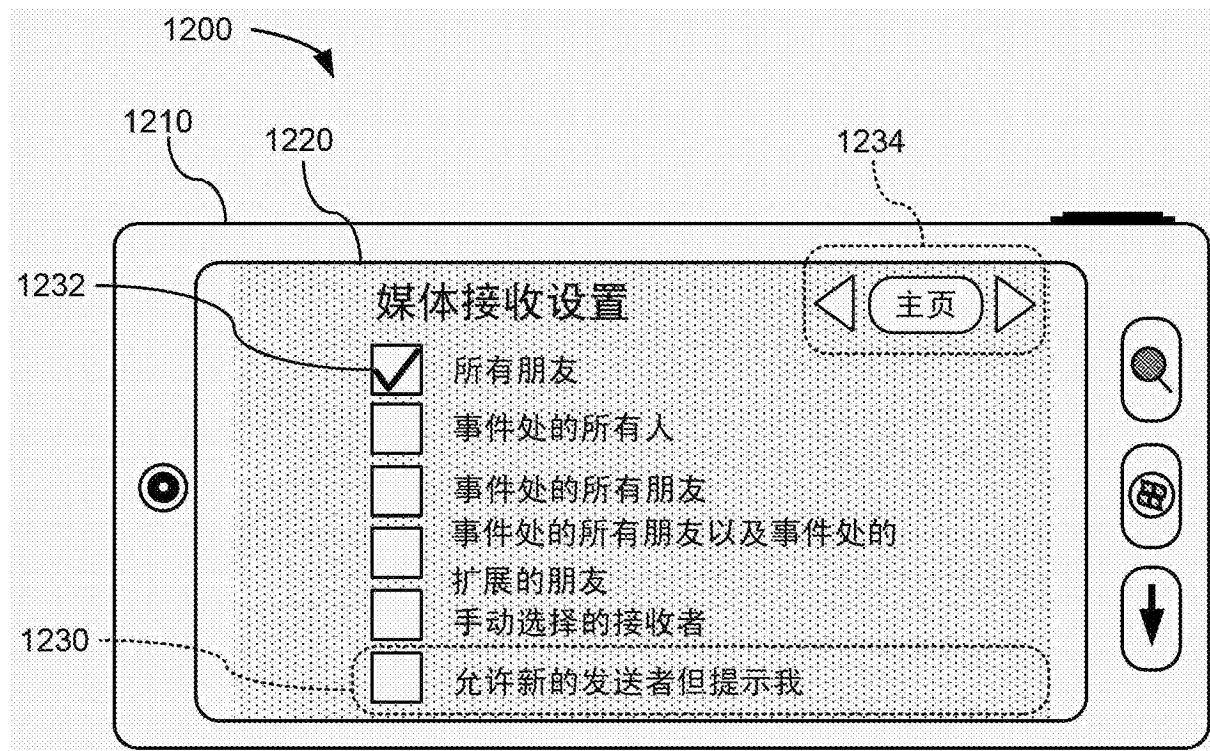 1200
1210
1220
1234
1232
媒体接收设置
主页
所有朋友
事件处的所有人
事件处的所有朋友
事件处的所有朋友以及事件处的
扩展的朋友
手动选择的接收者
1230
允许新的发送者但提示我